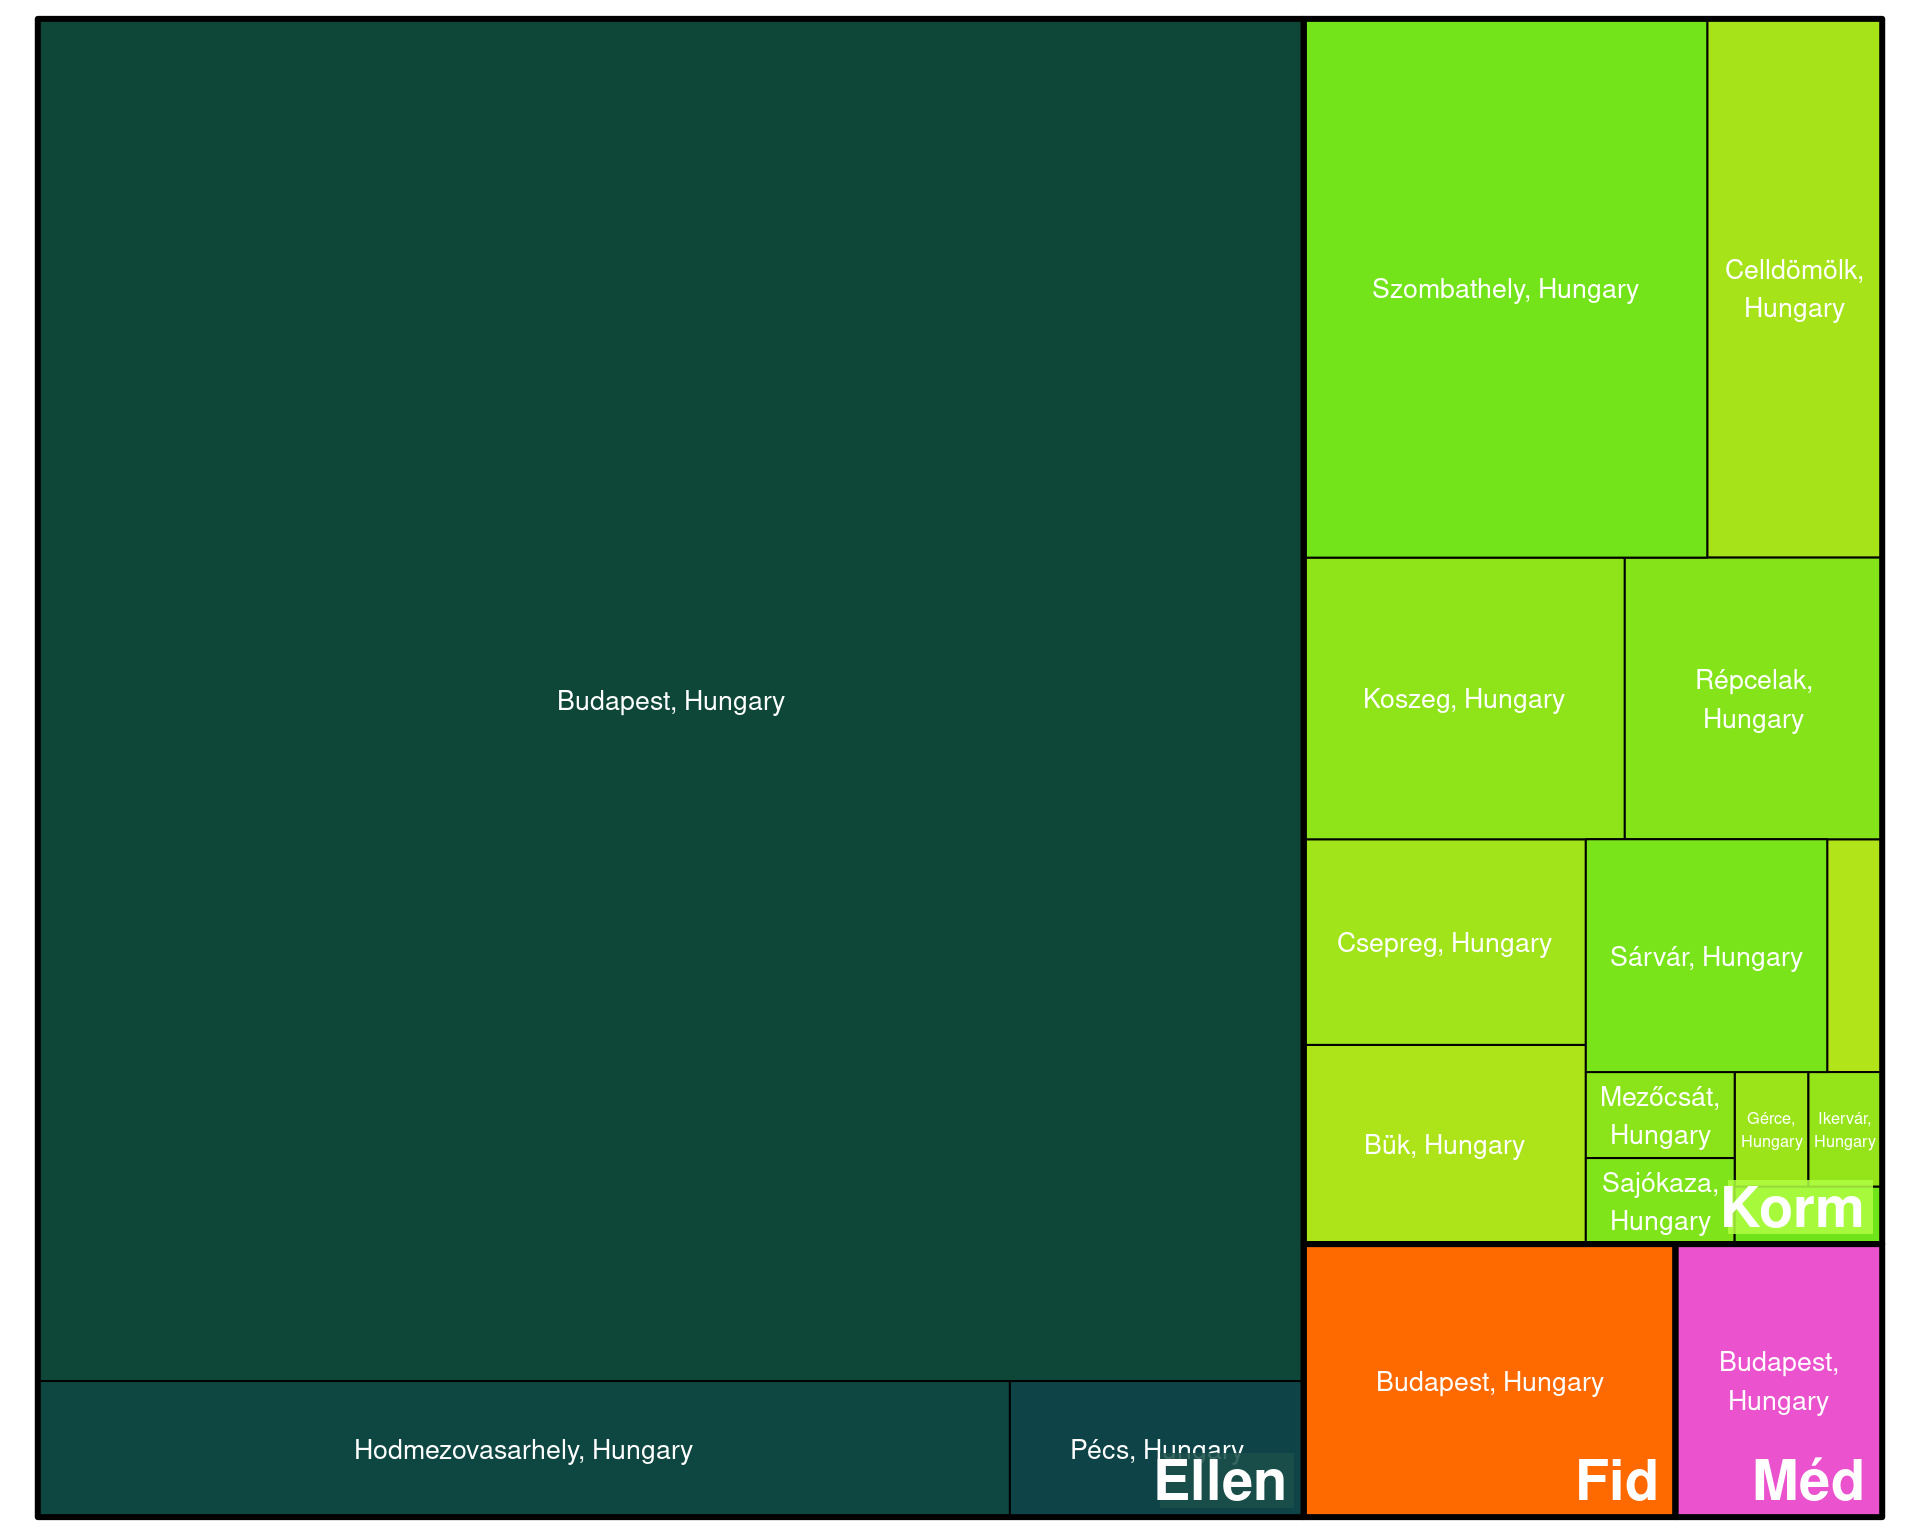 Budapest, Hungary
Hodmezovasarhely, Hungary
Pécs, Hungary
Ellen
Szombathely, Hungary
Celldömölk,
Hungary
Koszeg, Hungary
Répcelak,
Hungary
Csepreg, Hungary
Sárvár, Hungary
Bük, Hungary
Mezőcsát,
Hungary
Gérce,
Hungary
Ikervár,
Hungary
Sajókaza,
Hungary
Korm
Budapest, Hungary
Fid
Budapest,
Hungary
Méd